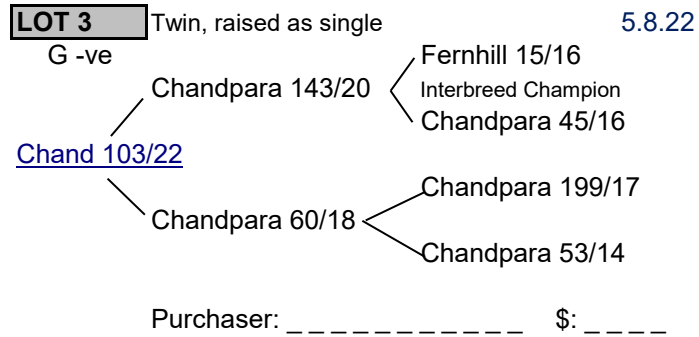 LOT 3 Twin, raised as single 5.8.22
G -ve Fernhill 15/16
Chandpara 143/20 Interbreed Champion
Chandpara 45/16
Chand 103/22
Chandpara 199/17
Chandpara 60/18
Chandpara 53/14
Purchaser: _ _ _ _ _ _ _ _ _ _ _ $: _ _ _ _